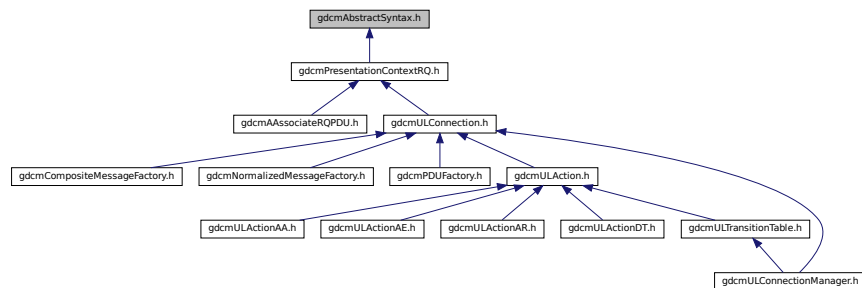 gdcmAbstractSyntax.h
gdcmPresentationContextRQ.h
gdcmAAssociateRQPDU.h
gdcmULConnection.h
gdcmCompositeMessageFactory.h
gdcmNormalizedMessageFactory.h
gdcmPDUFactory.h
gdcmULAction.h
gdcmULActionAA.h
gdcmULActionAE.h
gdcmULActionAR.h
gdcmULActionDT.h
gdcmULTransitionTable.h
gdcmULConnectionManager.h